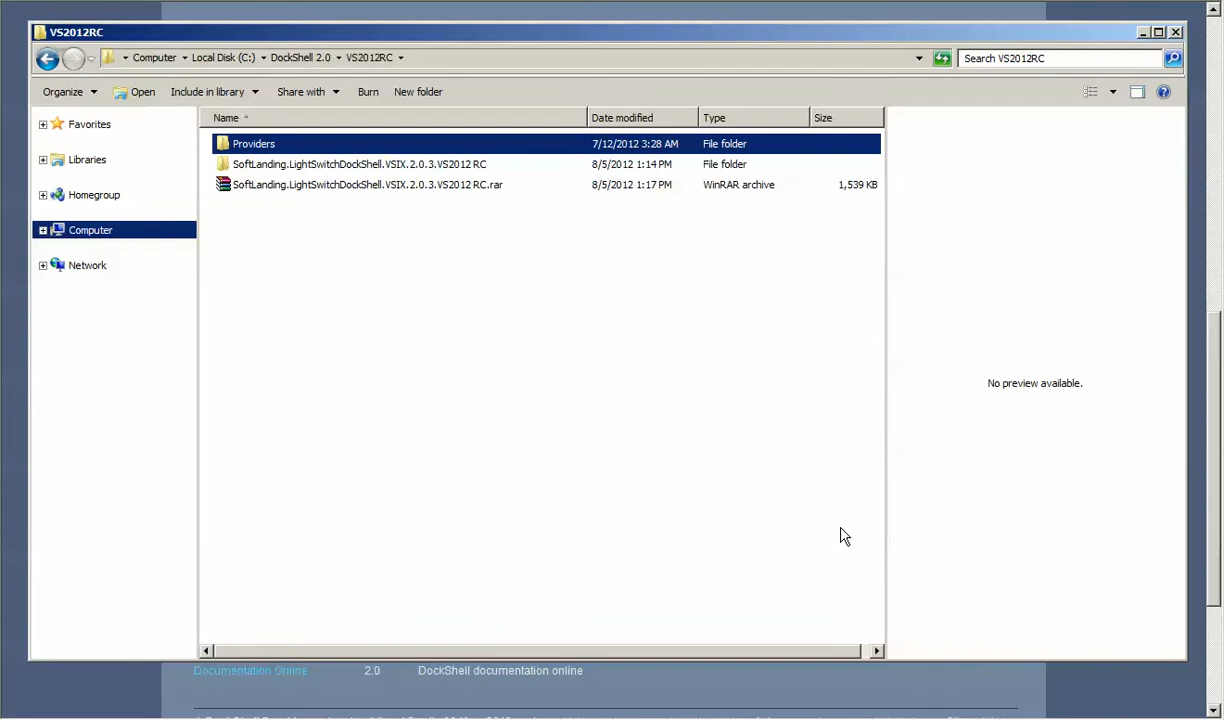 VS2012RC
Computer Local Disk (C:) DockShell 2.0 VS2012RC Search VS2012RC
Organize Open Include in library Share with Burn New folder
Name Date modified Type Size
Favorites
Libraries
Homegroup
Computer
Network
Providers 7/12/2012 3:28 AM File folder
SoftLanding.LightSwitchDockShell.VSIX.2.0.3.VS2012 RC 8/5/2012 1:14 PM File folder
SoftLanding.LightSwitchDockShell.VSIX.2.0.3.VS2012 RC.rar 8/5/2012 1:17 PM WinRAR archive 1,539 KB
No preview available.
Documentation Online 2.0 DockShell documentation online